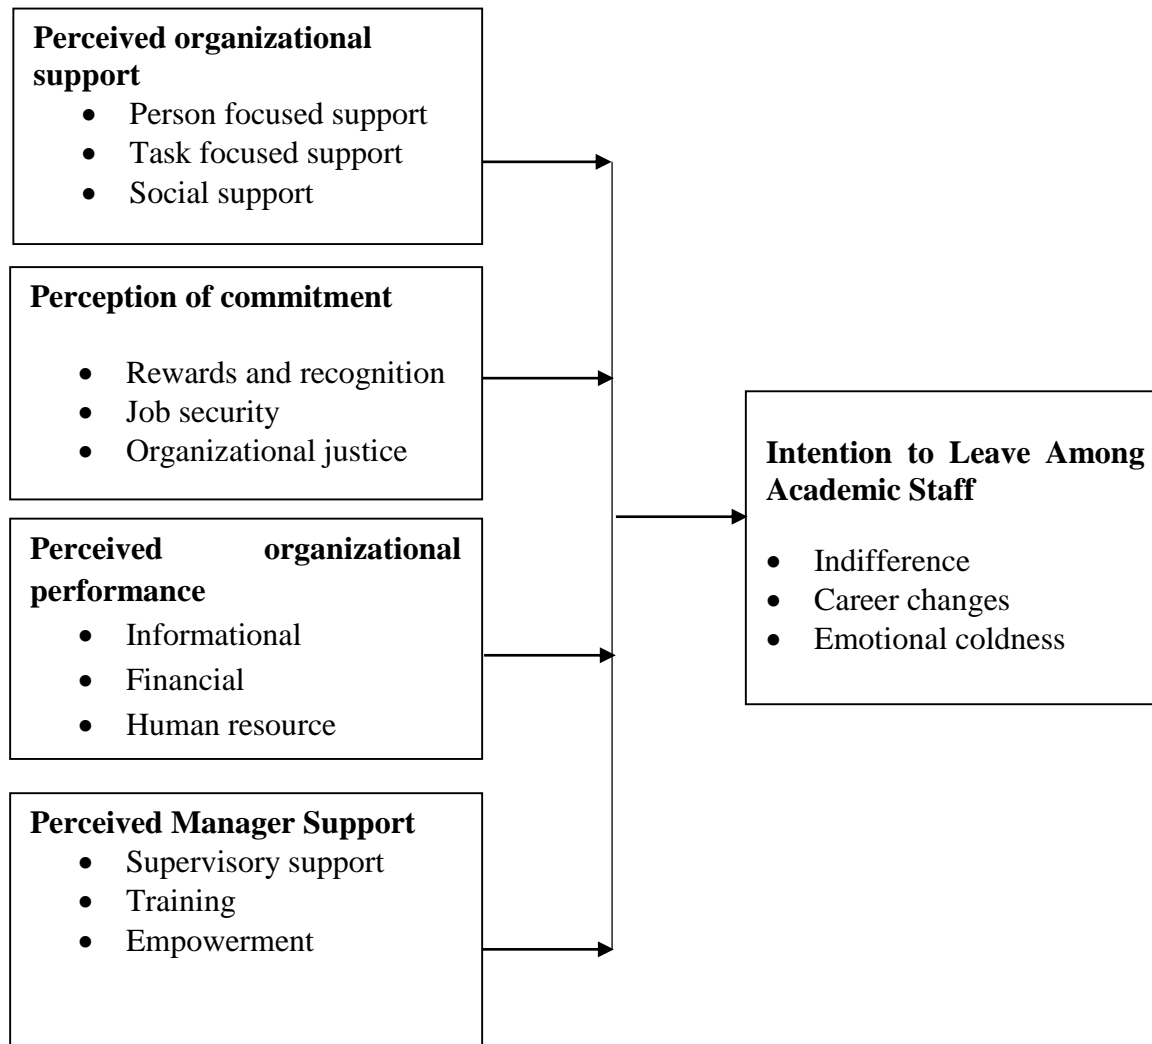 Perceived organizational
support
• Person focused support
• Task focused support
• Social support
Perception of commitment
• Rewards and recognition
• Job security
• Organizational justice
Perceived organizational
performance
• Informational
• Financial
• Human resource
Perceived Manager Support
• Supervisory support
• Training
• Empowerment
Intention to Leave Among
Academic Staff
• Indifference
• Career changes
• Emotional coldness